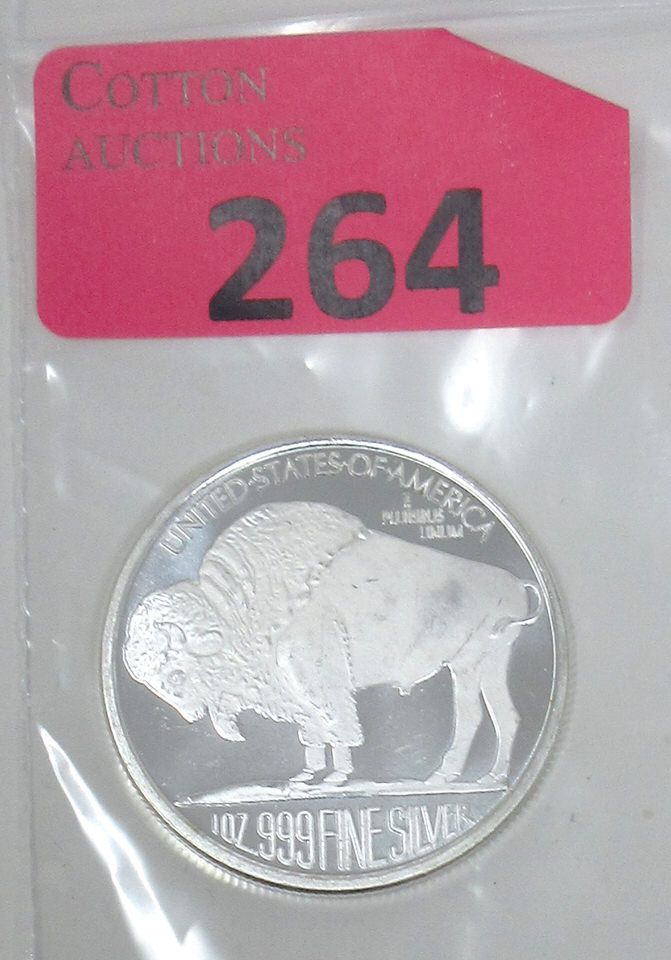 COTTON
AUCTIONS
264
UNITED·STATES·OF·AMERICA
E
PLURIBUS
UNUM
1OZ.999 FINE SILVER